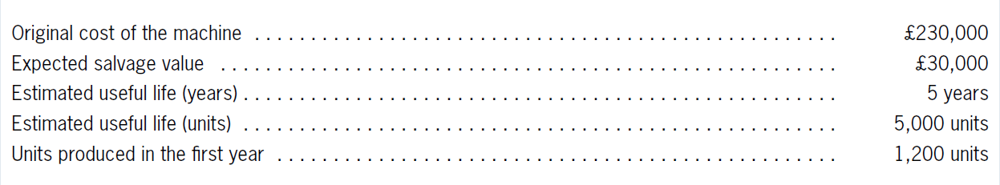 Original cost of the machine . . . . . . . . . . . . . . . . . . . . . . . . . . . . . . . . . . . . . . . . . . . . . . . . . . . . £230,000
Expected salvage value . . . . . . . . . . . . . . . . . . . . . . . . . . . . . . . . . . . . . . . . . . . . . . . . . . . . . . . £30,000
Estimated useful life (years) . . . . . . . . . . . . . . . . . . . . . . . . . . . . . . . . . . . . . . . . . . . . . . . . . . . . . 5 years
Estimated useful life (units) . . . . . . . . . . . . . . . . . . . . . . . . . . . . . . . . . . . . . . . . . . . . . . . . . . . . . 5,000 units
Units produced in the first year . . . . . . . . . . . . . . . . . . . . . . . . . . . . . . . . . . . . . . . . . . . . . . . . . . 1,200 units